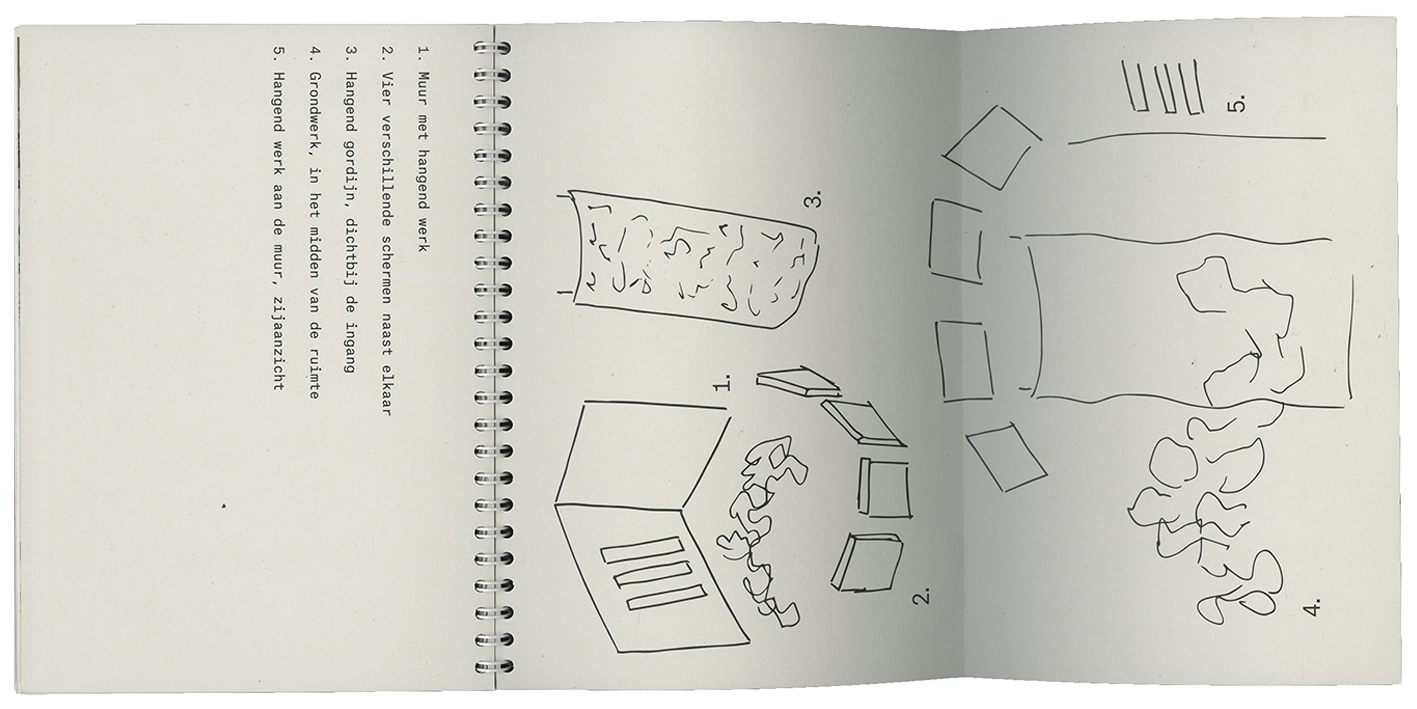 1. Muur met hangend werk
2. Vier verschillende schermen naast elkaar
3. Hangend gordijn, dichtbij de ingang
4. Grondwerk, in het midden van de ruimte
5. Hangend werk aan de muur, zijaanzicht
5.
3.
1.
2.
4.